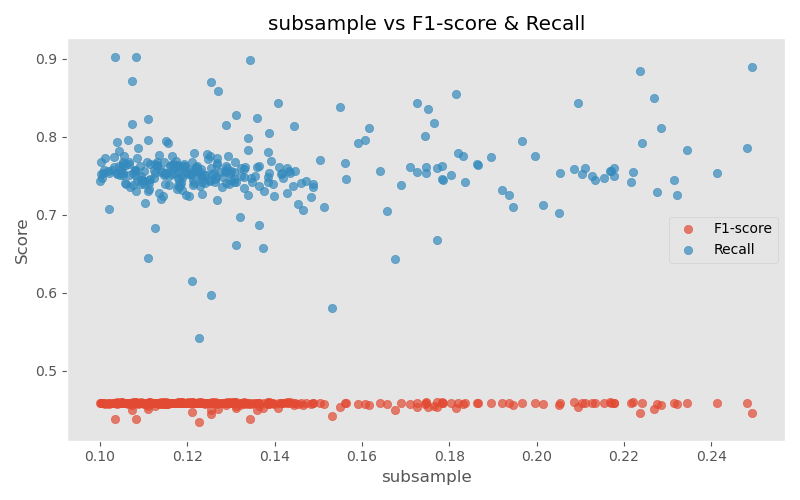 subsample vs F1-score & Recall
0.9
0.8
0.7
0.6
0.5
Score
F1-score
Recall
0.10 0.12 0.14 0.16 0.18 0.20 0.22 0.24
subsample